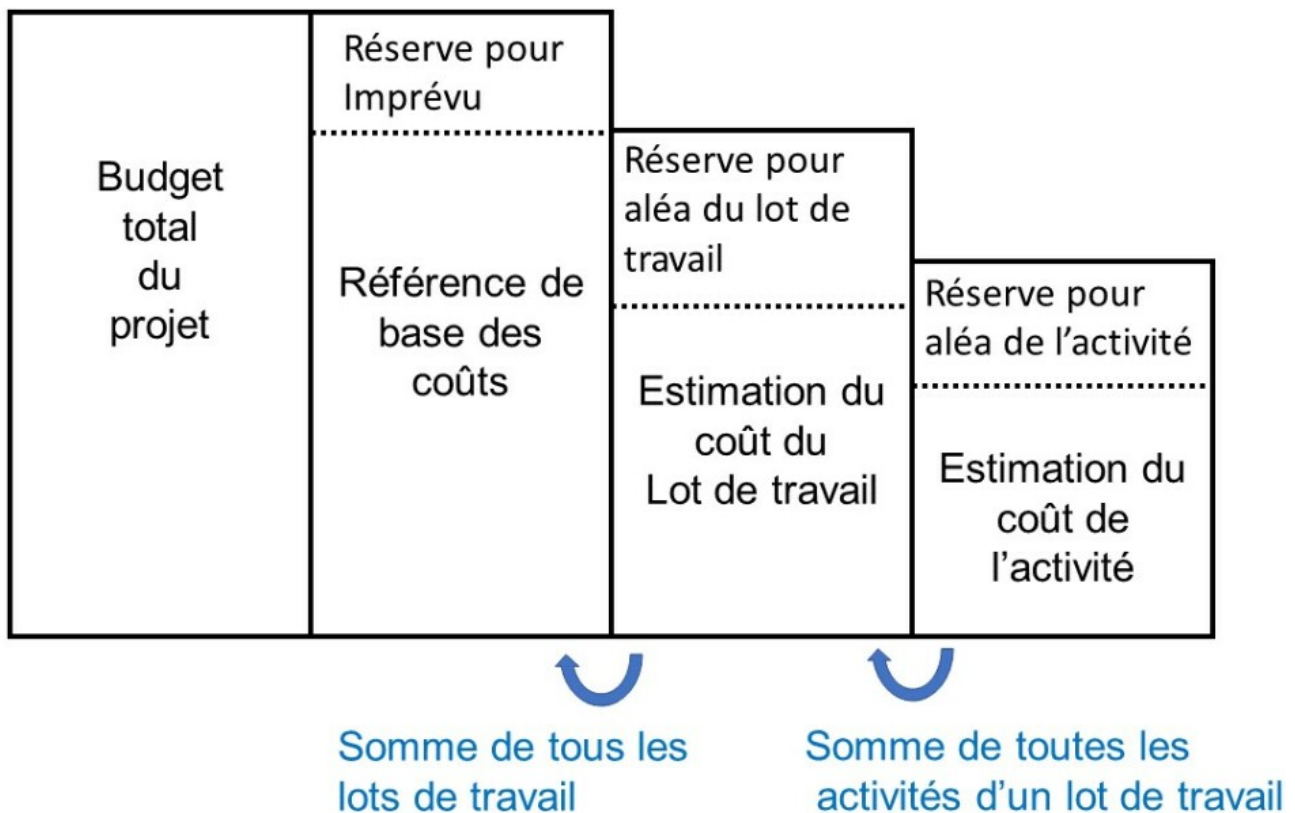 Budget
total
du
projet
Réserve pour
Imprévu
Référence de
base des
coûts
Réserve pour
aléa du lot de
travail
Estimation du
coût du
Lot de travail
Réserve pour
aléa de l’activité
Estimation du
coût de
l’activité
Somme de tous les
lots de travail
Somme de toutes les
activités d’un lot de travail